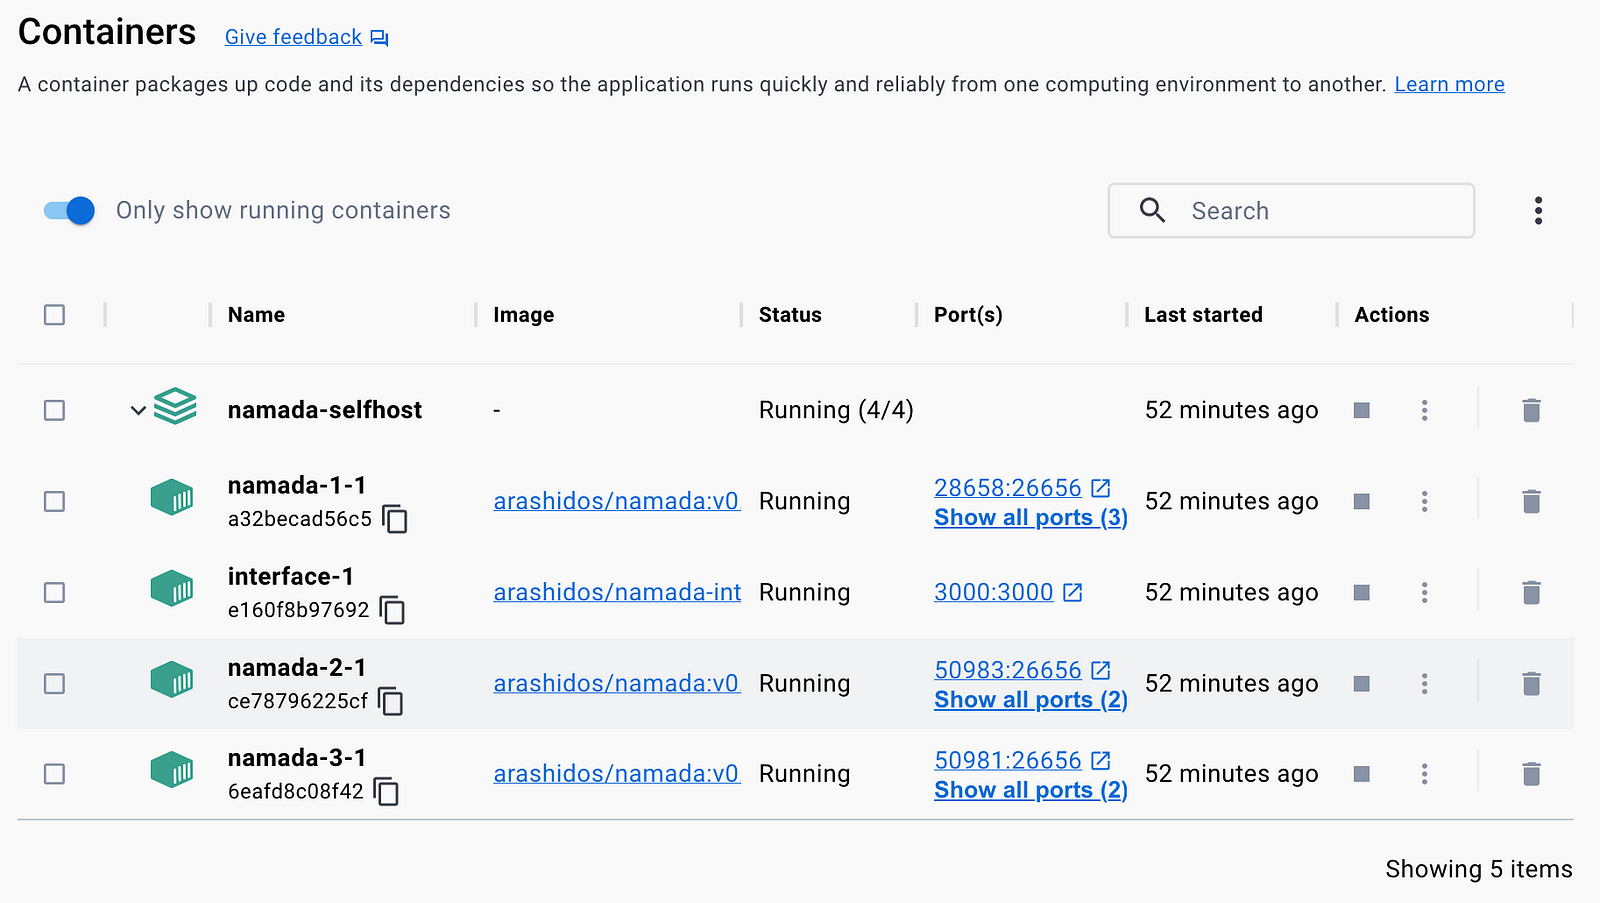 Containers Give feedback
A container packages up code and its dependencies so the application runs quickly and reliably from one computing environment to another. Learn more
Only show running containers Search
Name Image Status Port(s) Last started Actions
namada-selfhost - Running (4/4) 52 minutes ago
namada-1-1
a32becad56c5 arashidos/namada:v0. Running 28658:26656 52 minutes ago
Show all ports (3)
interface-1
e160f8b97692 arashidos/namada-int Running 3000:3000 52 minutes ago
namada-2-1
ce78796225cf arashidos/namada:v0. Running 50983:26656 52 minutes ago
Show all ports (2)
namada-3-1
6eafd8c08f42 arashidos/namada:v0. Running 50981:26656 52 minutes ago
Show all ports (2)
Showing 5 items